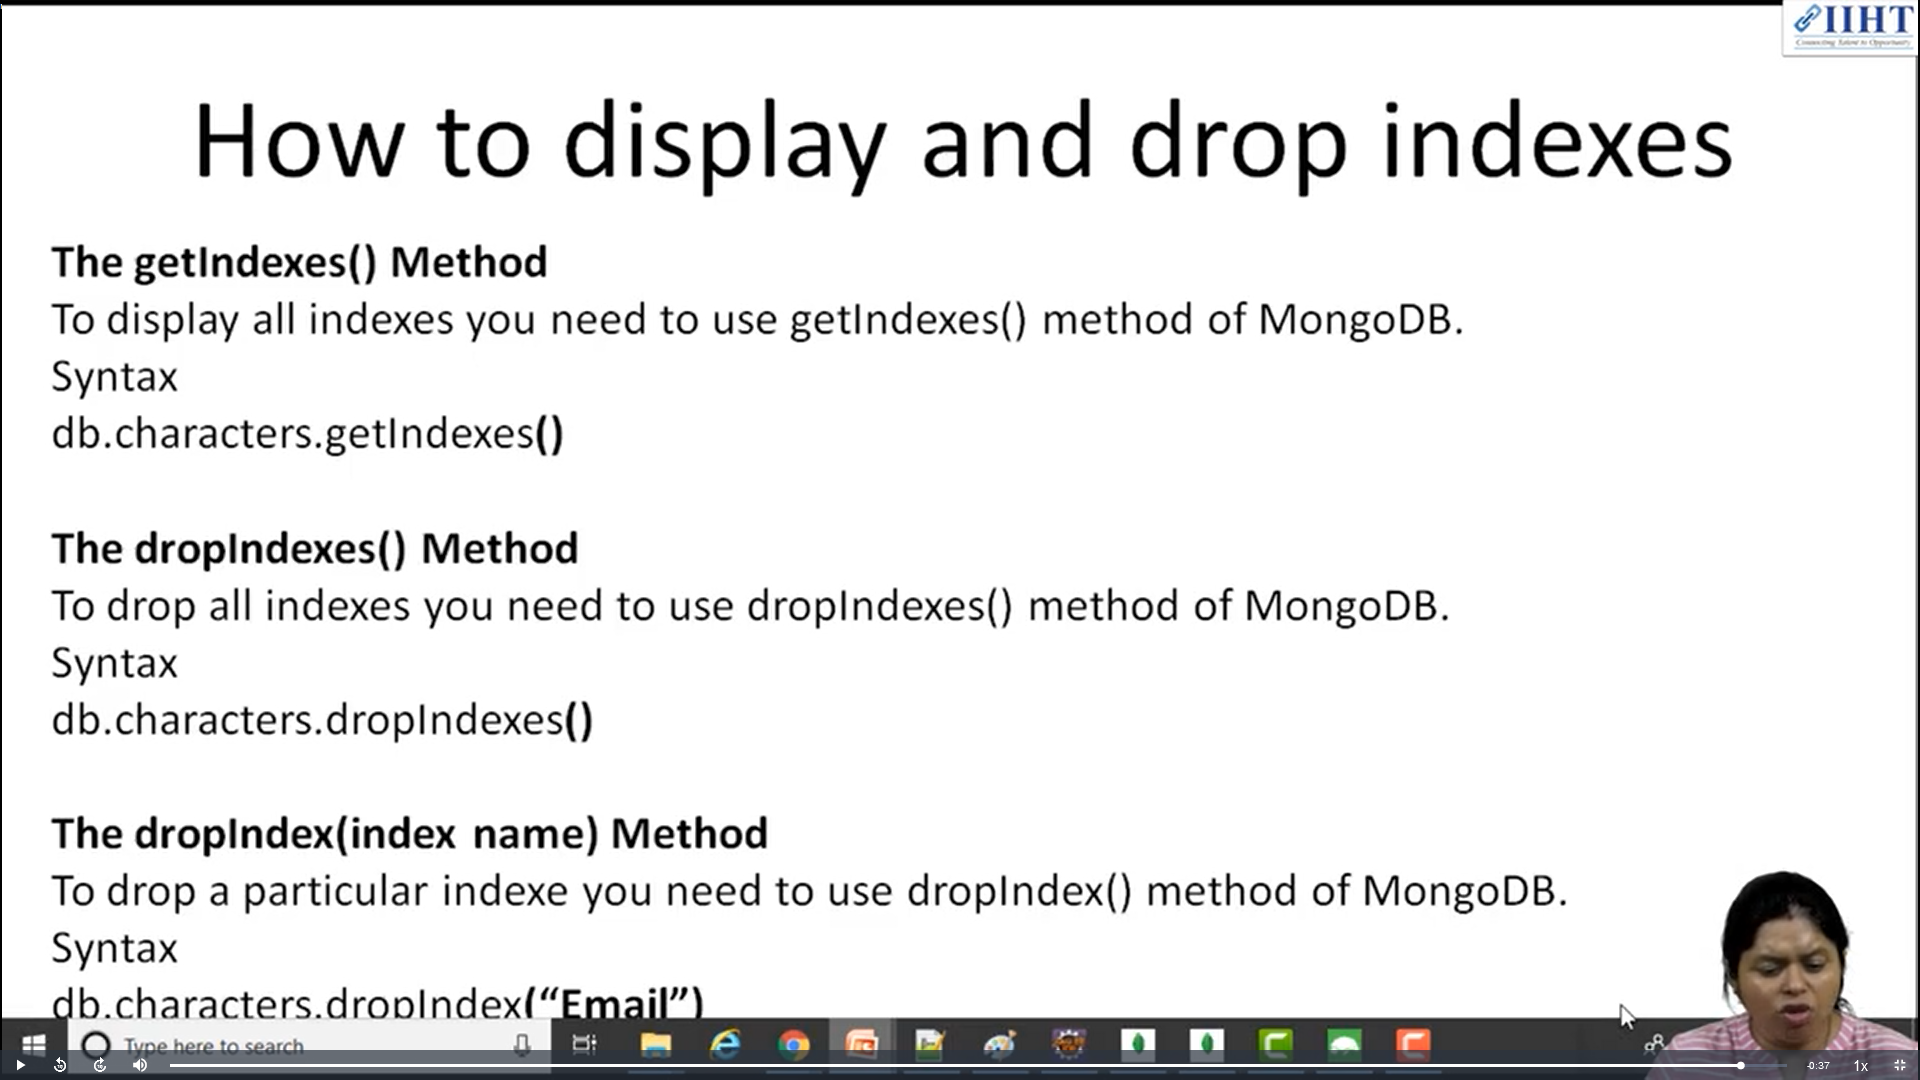 IIHT
Connecting Talent to Opportunity
How to display and drop indexes
The getIndexes() Method
To display all indexes you need to use getIndexes() method of MongoDB.
Syntax
db.characters.getIndexes()
The dropIndexes() Method
To drop all indexes you need to use dropIndexes() method of MongoDB.
Syntax
db.characters.dropIndexes()
The dropIndex(index name) Method
To drop a particular indexe you need to use dropIndex() method of MongoDB.
Syntax
db.characters.dropIndex(“Email”)
Type here to search
-0:37
1x